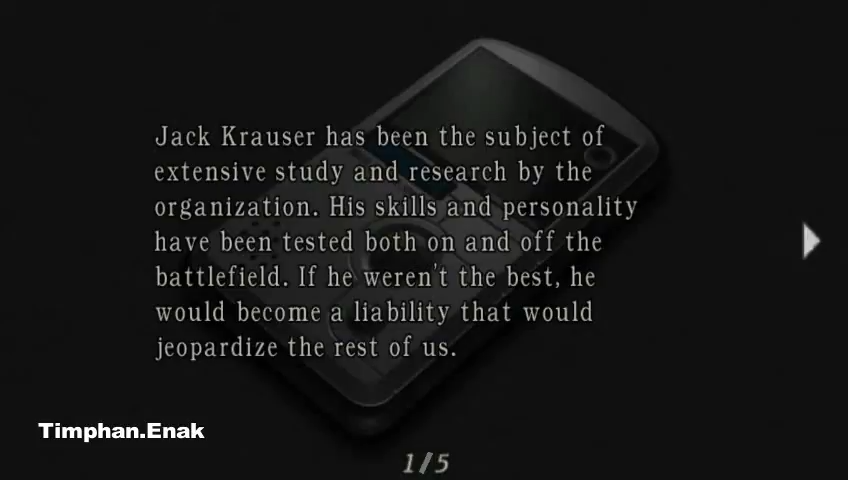 Jack Krauser has been the subject of
extensive study and research by the
organization. His skills and personality
have been tested both on and off the
battlefield. If he weren't the best, he
would become a liability that would
jeopardize the rest of us.
Timphan.Enak
1/5